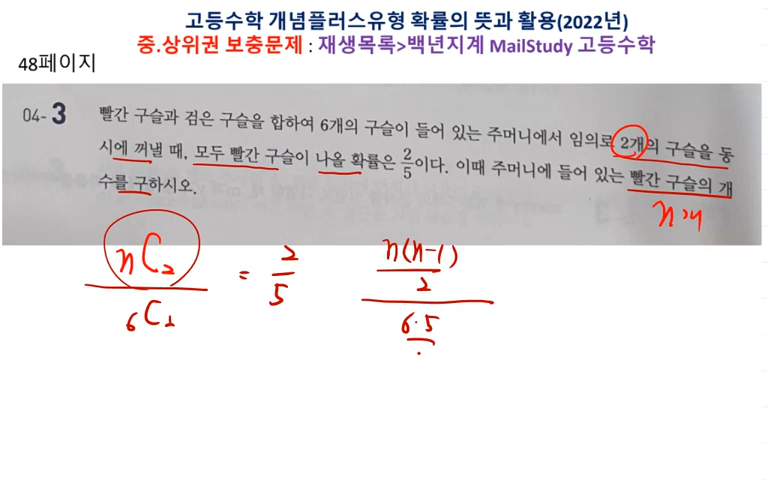 고등수학 개념플러스유형 확률의 뜻과 활용(2022년)
중.상위권 보충문제 : 재생목록>백년지계 MailStudy 고등수학
48페이지
04-3 빨간 구슬과 검은 구슬을 합하여 6개의 구슬이 들어 있는 주머니에서 임의로 2개의 구슬을 동
시에 꺼낼 때, 모두 빨간 구슬이 나올 확률은 2/5이다. 이때 주머니에 들어 있는 빨간 구슬의 개
수를 구하시오.
nC2 / 6C2 = 2/5
n(n-1)
2
6·5